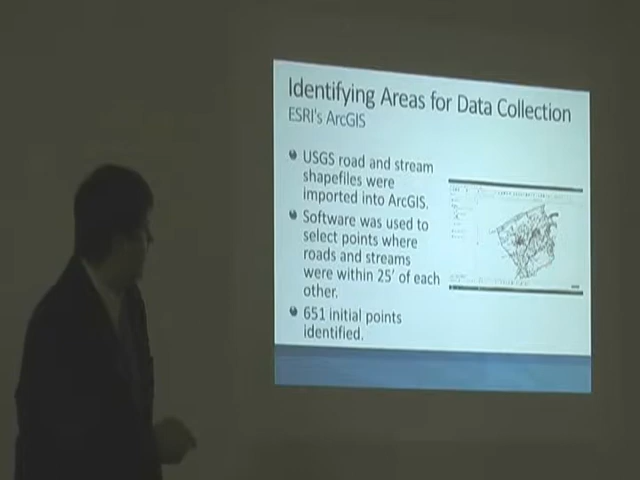 Identifying Areas for Data Collection
ESRI's ArcGIS
USGS road and stream
shapefiles were
imported into ArcGIS.
Software was used to
select points where
roads and streams
were within 25' of each
other.
651 initial points
identified.